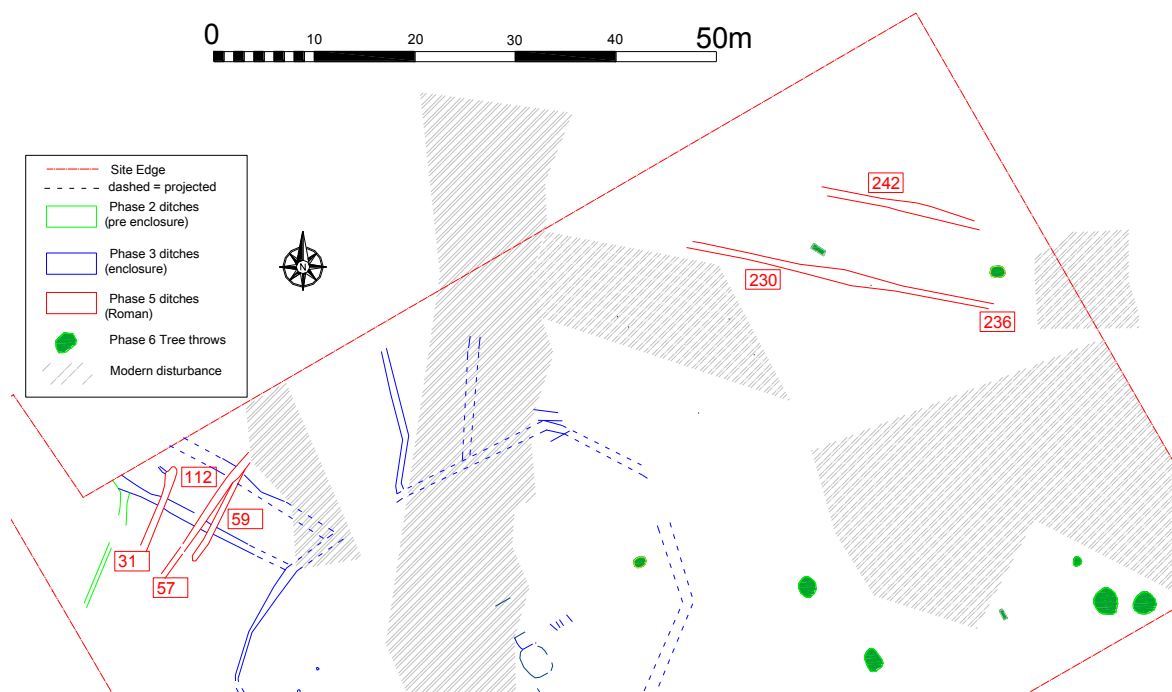 0 10 20 30 40 50m
Site Edge
dashed = projected
Phase 2 ditches
(pre enclosure)
Phase 3 ditches
(enclosure)
Phase 5 ditches
(Roman)
Phase 6 Tree throws
Modern disturbance
N
242
230
236
112
59
31
57